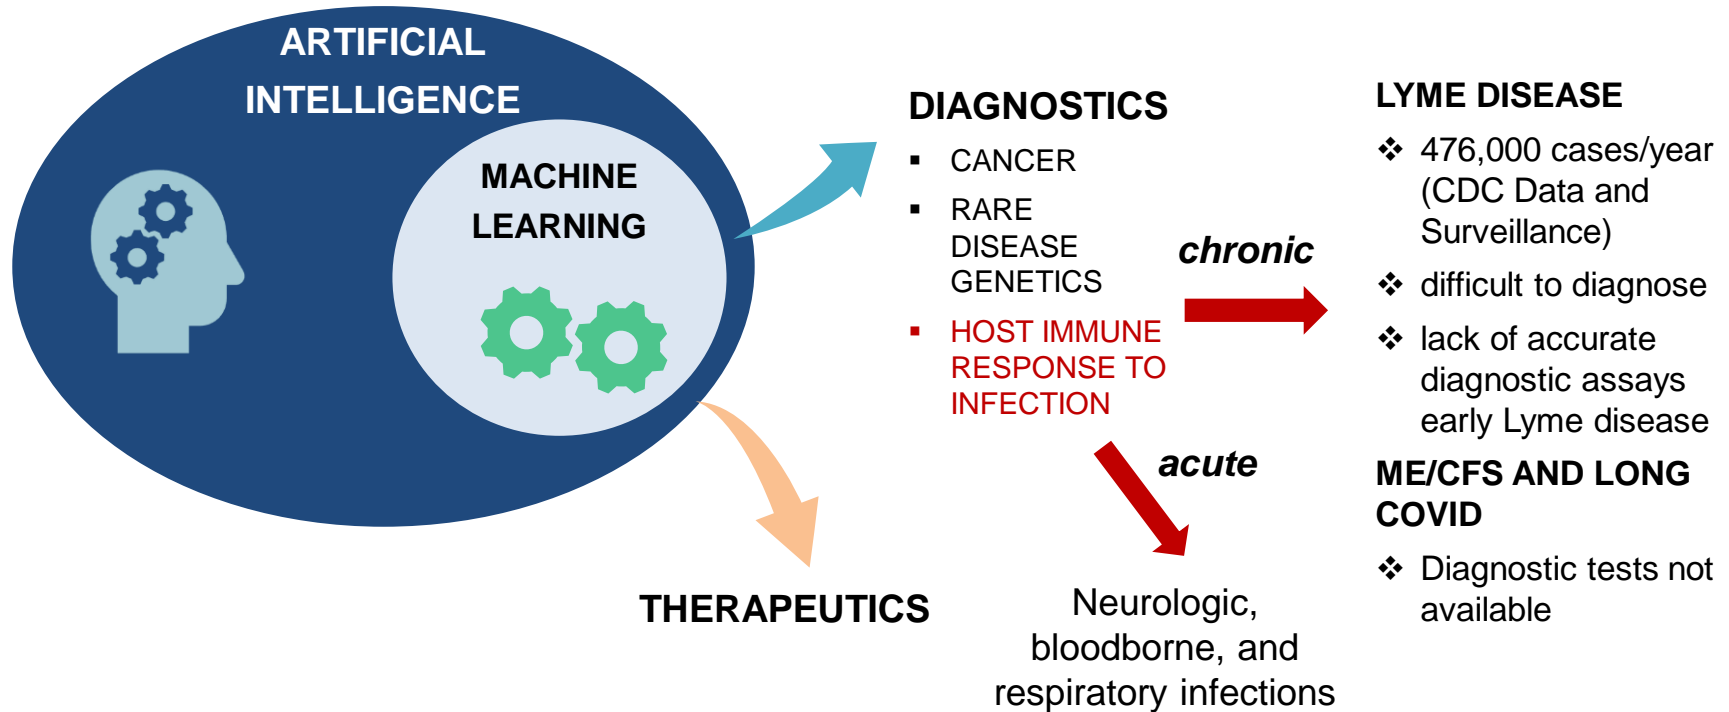 ARTIFICIAL
INTELLIGENCE
MACHINE
LEARNING
DIAGNOSTICS
▪ CANCER
▪ RARE
DISEASE
GENETICS
▪ HOST IMMUNE
RESPONSE TO
INFECTION
chronic
acute
THERAPEUTICS
Neurologic,
bloodborne, and
respiratory infections
LYME DISEASE
❖ 476,000 cases/year
(CDC Data and
Surveillance)
❖ difficult to diagnose
❖ lack of accurate
diagnostic assays
early Lyme disease
ME/CFS AND LONG
COVID
❖ Diagnostic tests not
available